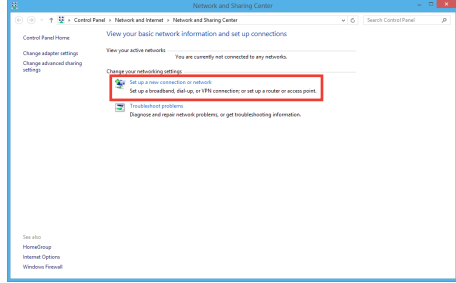 Network and Sharing Center
Control Panel ▸ Network and Internet ▸ Network and Sharing Center
Search Control Panel
Control Panel Home
Change adapter settings
Change advanced sharing
settings
View your basic network information and set up connections
View your active networks
You are currently not connected to any networks.
Change your networking settings
Set up a new connection or network
Set up a broadband, dial-up, or VPN connection; or set up a router or access point.
Troubleshoot problems
Diagnose and repair network problems, or get troubleshooting information.
See also
HomeGroup
Internet Options
Windows Firewall